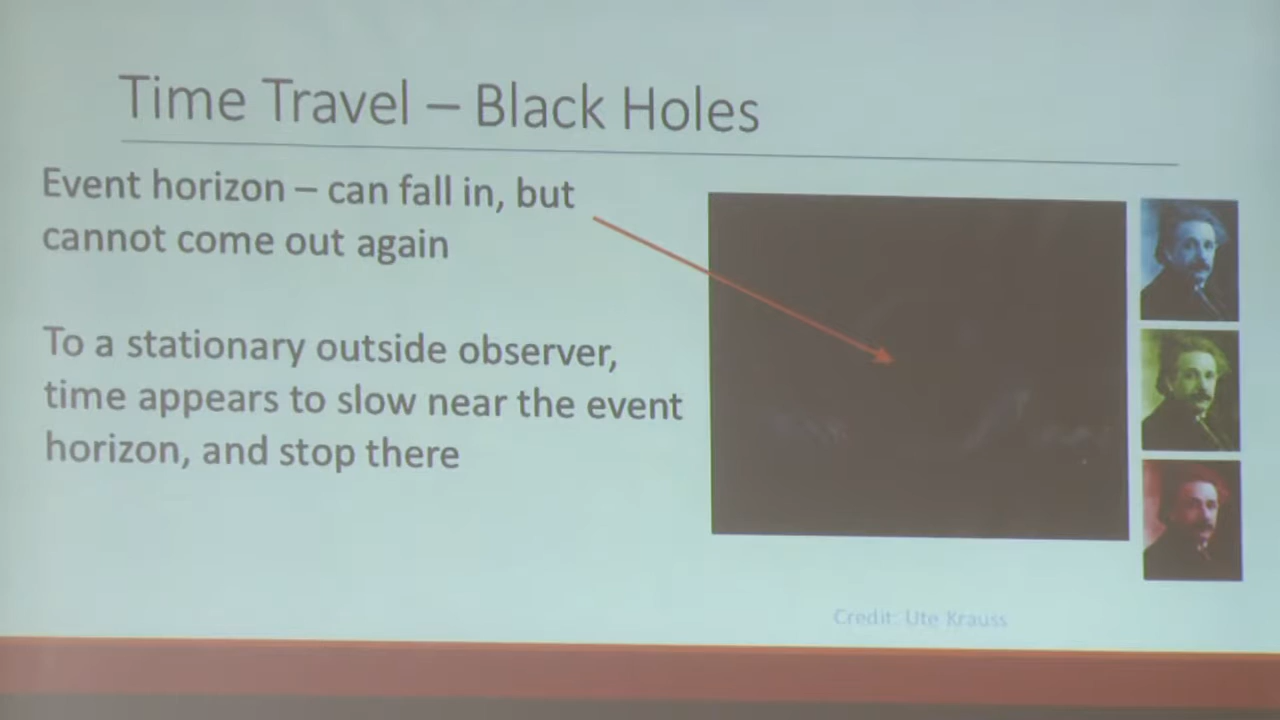 Time Travel – Black Holes
Event horizon – can fall in, but
cannot come out again
To a stationary outside observer,
time appears to slow near the event
horizon, and stop there
Credit: Ute Krauss